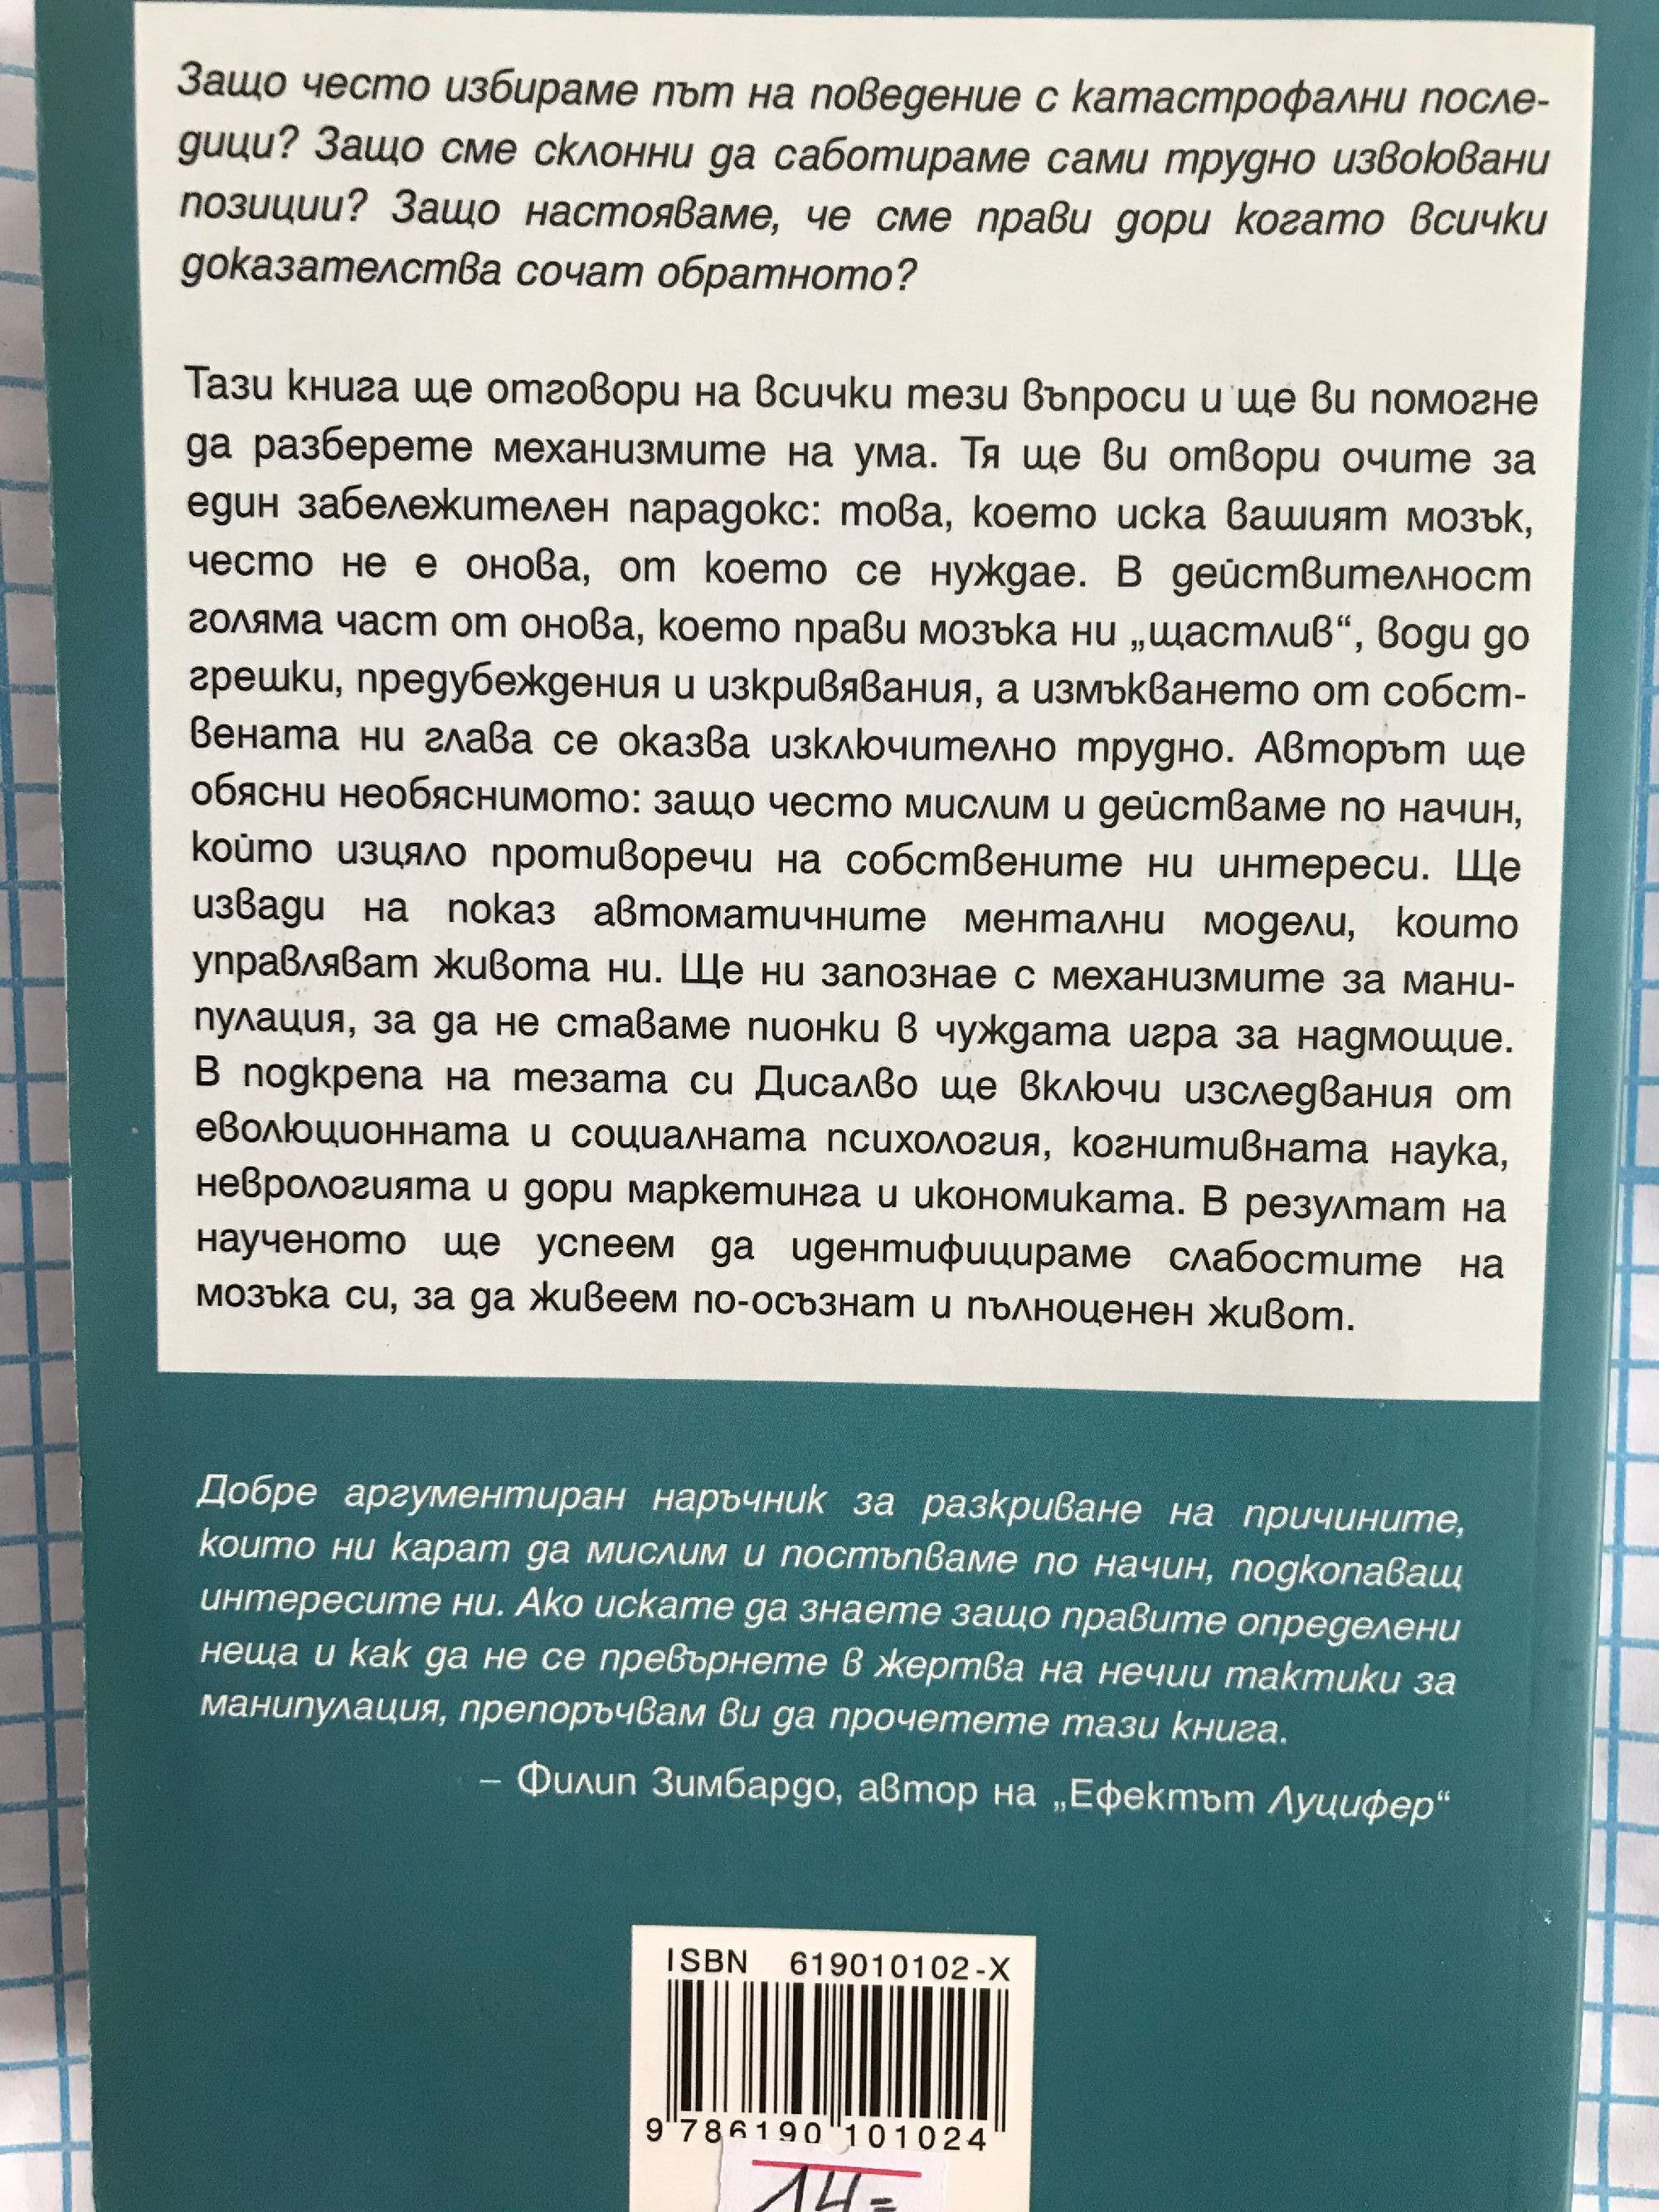 Защо често избираме път на поведение с катастрофални после-
дици? Защо сме склонни да саботираме сами трудно извоювани
позиции? Защо настояваме, че сме прави дори когато всички
доказателства сочат обратното?
Тази книга ще отговори на всички тези въпроси и ще ви помогне
да разберете механизмите на ума. Тя ще ви отвори очите за
един забележителен парадокс: това, което иска вашият мозък,
често не е онова, от което се нуждае. В действителност
голяма част от онова, което прави мозъка ни „щастлив“, води до
грешки, предубеждения и изкривявания, а измъкването от собст-
вената ни глава се оказва изключително трудно. Авторът ще
обясни необяснимото: защо често мислим и действаме по начин,
който изцяло противоречи на собствените ни интереси. Ще
извади на показ автоматичните ментални модели, които
управляват живота ни. Ще ни запознае с механизмите за мани-
пулация, за да не ставаме пионки в чуждата игра за надмощие.
В подкрепа на тезата си Дисалво ще включи изследвания от
еволюционната и социалната психология, когнитивната наука,
неврологията и дори маркетинга и икономиката. В резултат на
наученото ще успеем да идентифицираме слабостите на
мозъка си, за да живеем по-осъзнат и пълноценен живот.
Добре аргументиран наръчник за разкриване на причините,
които ни карат да мислим и постъпваме по начин, подкопаващ
интересите ни. Ако искате да знаете защо правите определени
неща и как да не се превърнете в жертва на нечии тактики за
манипулация, препоръчвам ви да прочетете тази книга.
– Филип Зимбардо, автор на „Ефектът Луцифер“
ISBN 619010102-X
9 786190 101024
14=